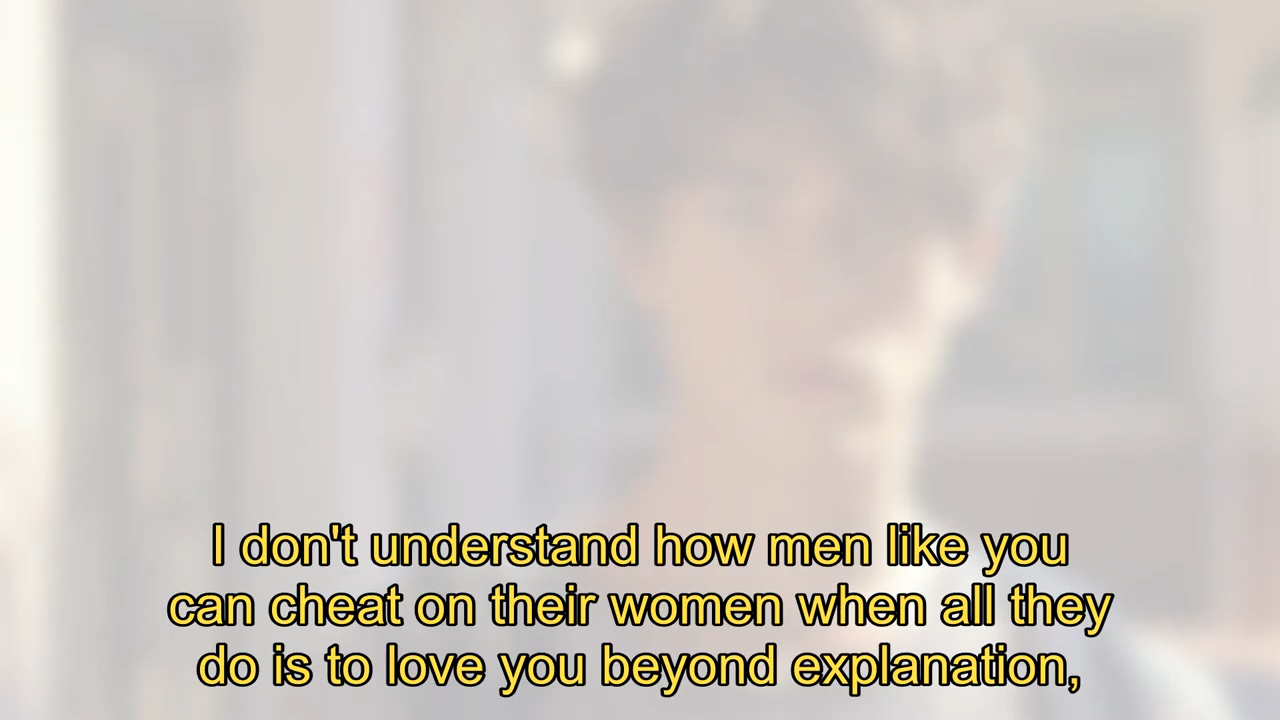 I don't understand how men like you
can cheat on their women when all they
do is to love you beyond explanation,